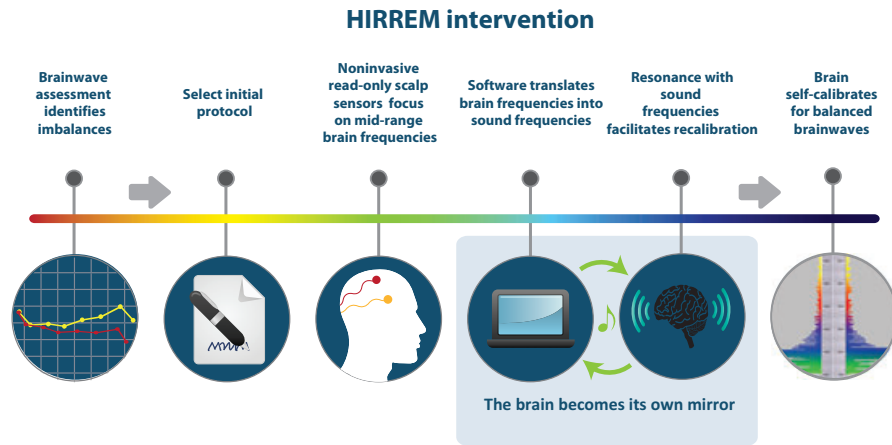 HIRREM intervention
Brainwave
assessment
identifies
imbalances
Select initial
protocol
Noninvasive
read-only scalp
sensors focus
on mid-range
brain frequencies
Software translates
brain frequencies into
sound frequencies
Resonance with
sound
frequencies
facilitates recalibration
Brain
self-calibrates
for balanced
brainwaves
The brain becomes its own mirror